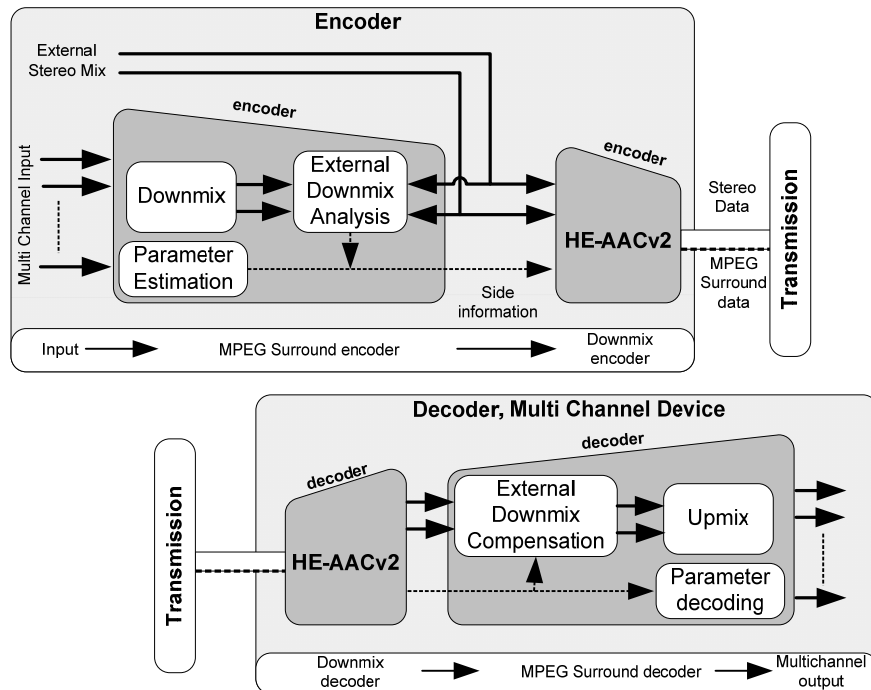 Encoder
External
Stereo Mix
encoder
encoder
Multi Channel Input
Downmix
External
Downmix
Analysis
Parameter
Estimation
HE-AACv2
Side
information
Stereo
Data
MPEG
Surround
data
Transmission
Input
MPEG Surround encoder
Downmix
encoder
Decoder, Multi Channel Device
Transmission
decoder
decoder
HE-AACv2
External
Downmix
Compensation
Upmix
Parameter
decoding
Downmix
decoder
MPEG Surround decoder
Multichannel
output